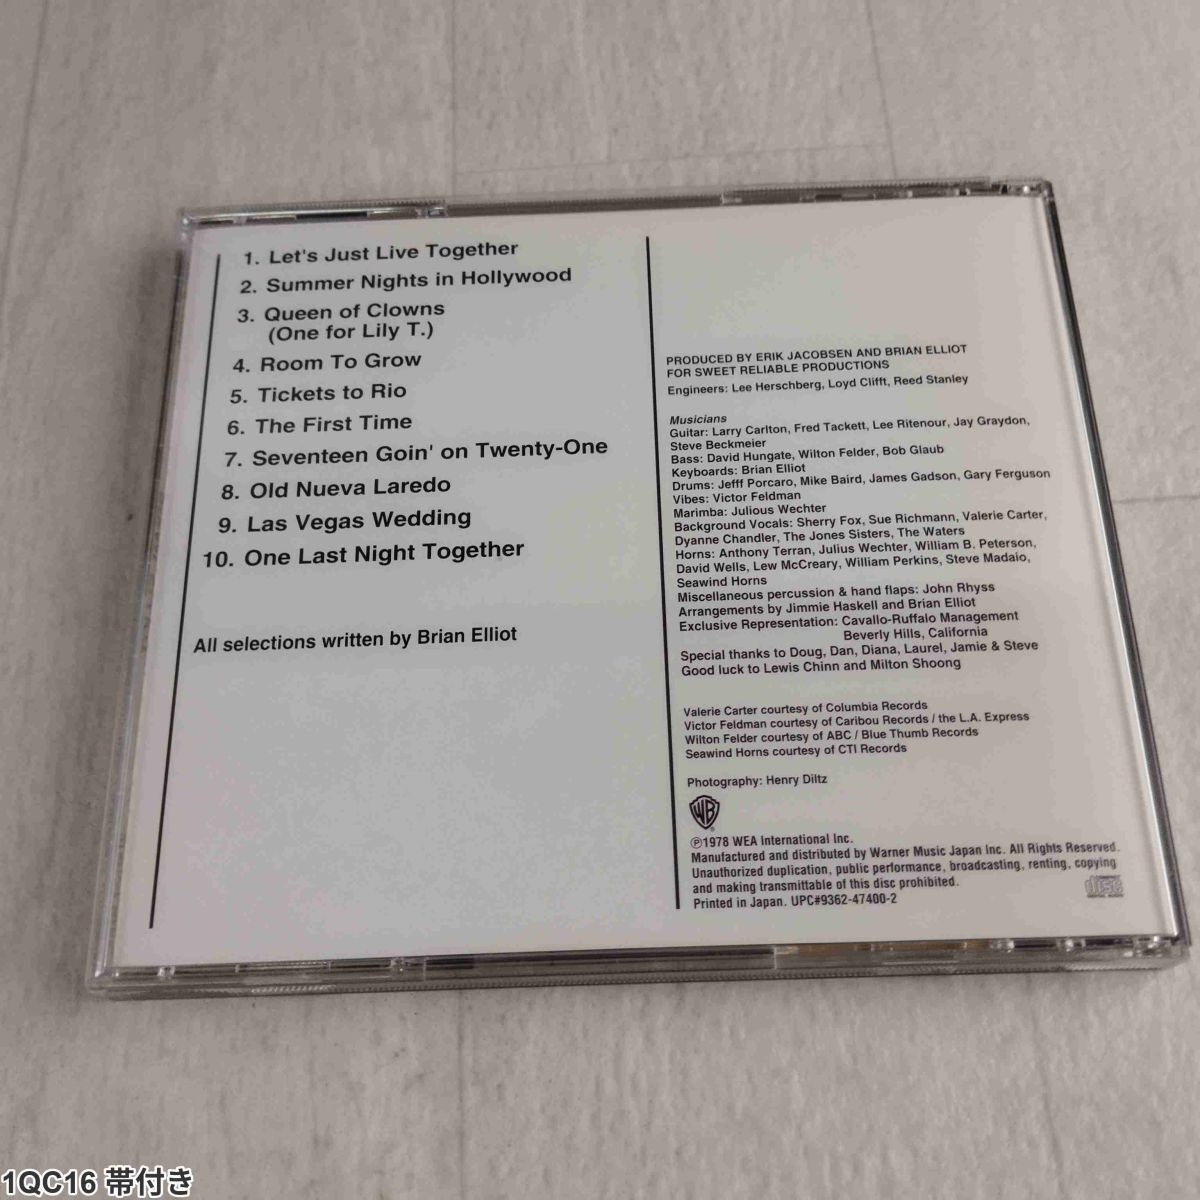 1. Let's Just Live Together
2. Summer Nights in Hollywood
3. Queen of Clowns
(One for Lily T.)
4. Room To Grow
5. Tickets to Rio
6. The First Time
7. Seventeen Goin' on Twenty-One
8. Old Nueva Laredo
9. Las Vegas Wedding
10. One Last Night Together
All selections written by Brian Elliot
PRODUCED BY ERIK JACOBSEN AND BRIAN ELLIOT
FOR SWEET RELIABLE PRODUCTIONS
Engineers: Lee Herschberg, Loyd Clifft, Reed Stanley
Musicians
Guitar: Larry Carlton, Fred Tackett, Lee Ritenour, Jay Graydon,
Steve Beckmeier
Bass: David Hungate, Wilton Felder, Bob Glaub
Keyboards: Brian Elliot
Drums: Jefff Porcaro, Mike Baird, James Gadson, Gary Ferguson
Vibes: Victor Feldman
Marimba: Julious Wechter
Background Vocals: Sherry Fox, Sue Richmann, Valerie Carter,
Dyanne Chandler, The Jones Sisters, The Waters
Horns: Anthony Terran, Julius Wechter, William B. Peterson,
David Wells, Lew McCreary, William Perkins, Steve Madaio,
Seawind Horns
Miscellaneous percussion & hand flaps: John Rhyss
Arrangements by Jimmie Haskell and Brian Elliot
Exclusive Representation: Cavallo-Ruffalo Management
Beverly Hills, California
Special thanks to Doug, Dan, Diana, Laurel, Jamie & Steve
Good luck to Lewis Chinn and Milton Shoong
Valerie Carter courtesy of Columbia Records
Victor Feldman courtesy of Caribou Records / the L.A. Express
Wilton Felder courtesy of ABC / Blue Thumb Records
Seawind Horns courtesy of CTI Records
Photography: Henry Diltz
WB
℗1978 WEA International Inc.
Manufactured and distributed by Warner Music Japan Inc. All Rights Reserved.
Unauthorized duplication, public performance, broadcasting, renting, copying
and making transmittable of this disc prohibited.
Printed in Japan. UPC#9362-47400-2
disc
1QC16 帯付き